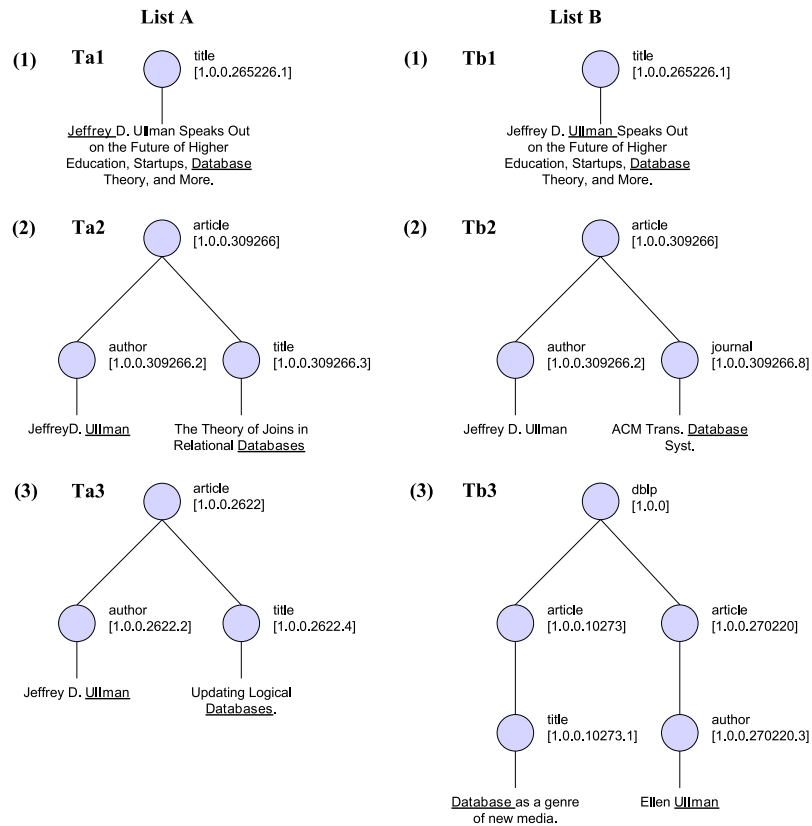 List A
List B
(1) Ta1
title
[1.0.0.265226.1]
Jeffrey D. Ullman Speaks Out
on the Future of Higher
Education, Startups, Database
Theory, and More.
(1) Tb1
title
[1.0.0.265226.1]
Jeffrey D. Ullman Speaks Out
on the Future of Higher
Education, Startups, Database
Theory, and More.
(2) Ta2
article
[1.0.0.309266]
author
[1.0.0.309266.2]
title
[1.0.0.309266.3]
JeffreyD. Ullman
The Theory of Joins in
Relational Databases
(2) Tb2
article
[1.0.0.309266]
author
[1.0.0.309266.2]
journal
[1.0.0.309266.8]
Jeffrey D. Ullman
ACM Trans. Database
Syst.
(3) Ta3
article
[1.0.0.2622]
author
[1.0.0.2622.2]
title
[1.0.0.2622.4]
Jeffrey D. Ullman
Updating Logical
Databases.
(3) Tb3
dblp
[1.0.0]
article
[1.0.0.10273]
article
[1.0.0.270220]
title
[1.0.0.10273.1]
author
[1.0.0.270220.3]
Database as a genre
of new media.
Ellen Ullman